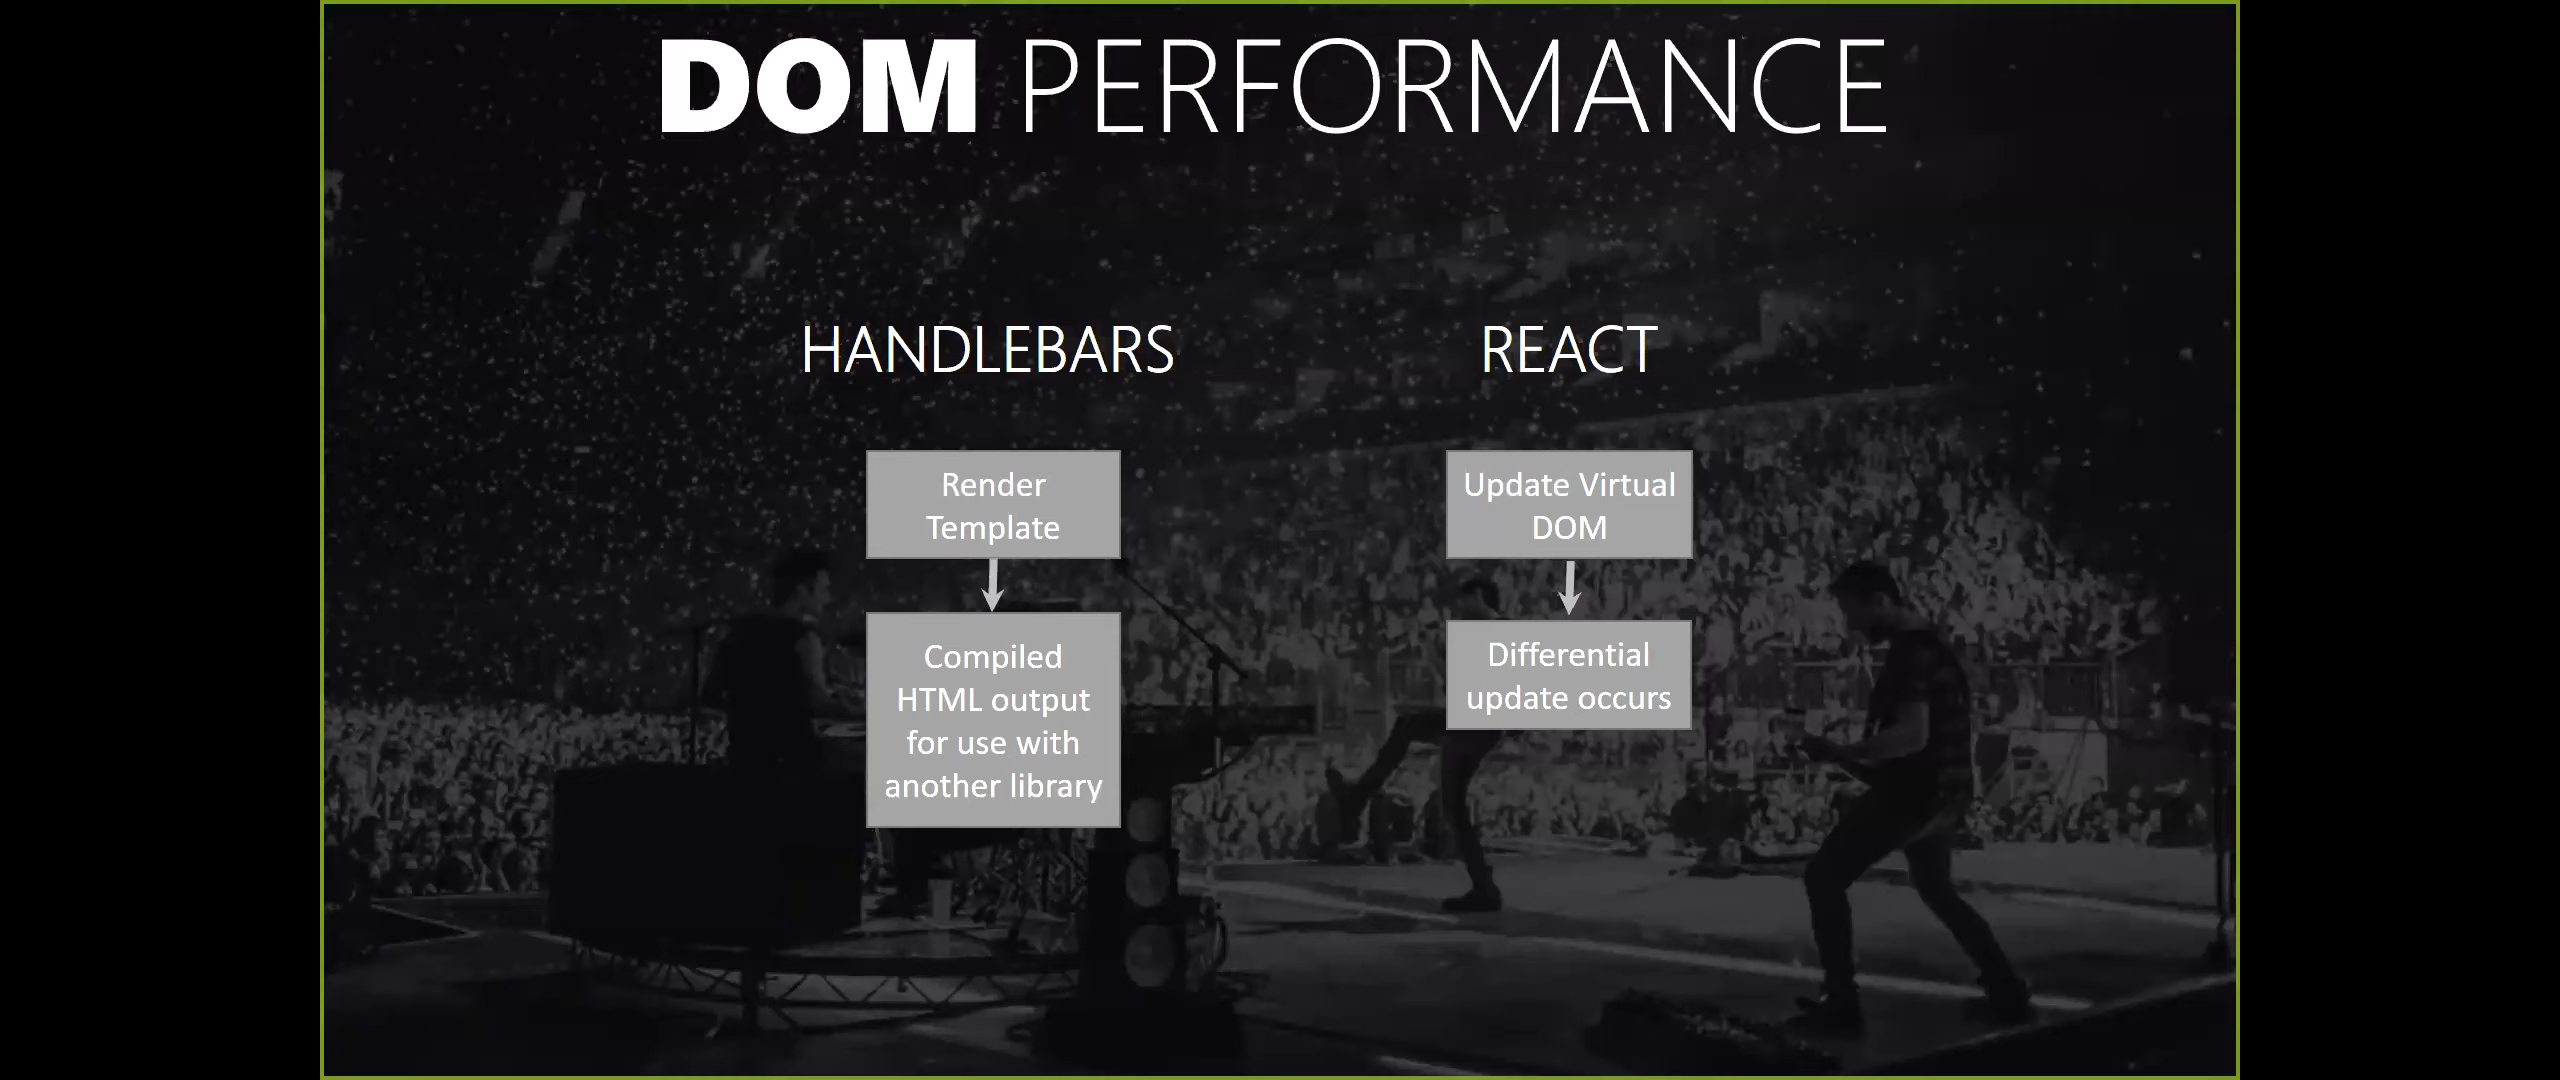 DOM PERFORMANCE
HANDLEBARS
Render
Template
Compiled
HTML output
for use with
another library
REACT
Update Virtual
DOM
Differential
update occurs